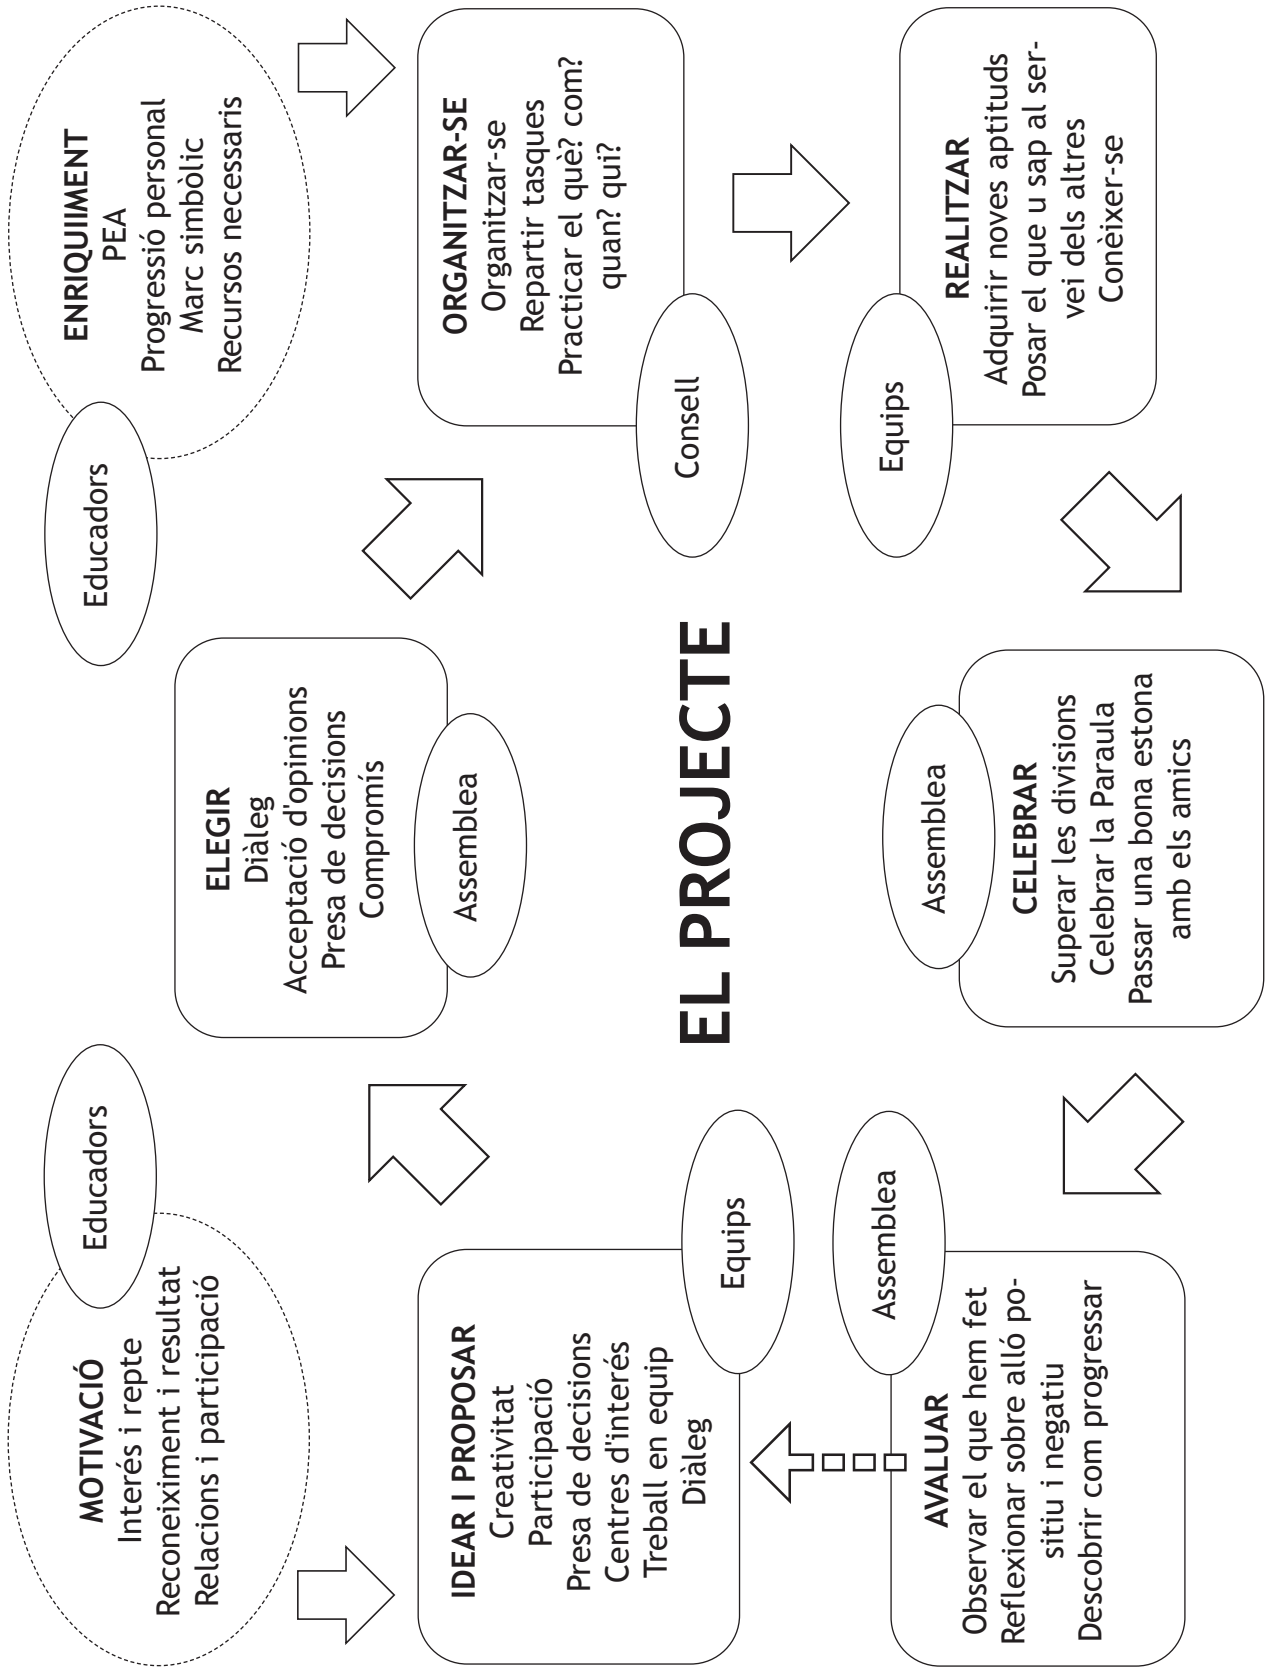 MOTIVACIÓ
Interés i repte
Reconeiximent i resultat
Relacions i participació
Educadors
ELEGIR
Diàleg
Acceptació d'opinions
Presa de decisions
Compromís
Assemblea
Educadors
ENRIQUIMENT
PEA
Progressió personal
Marc simbòlic
Recursos necessaris
IDEAR I PROPOSAR
Creativitat
Participació
Presa de decisions
Centres d'interés
Treball en equip
Diàleg
Equips
EL PROJECTE
ORGANITZAR-SE
Organitzar-se
Repartir tasques
Practicar el què? com?
quan? qui?
Consell
Assemblea
AVALUAR
Observar el que hem fet
Reflexionar sobre alló po-
sitiu i negatiu
Descobrir com progressar
Assemblea
CELEBRAR
Superar les divisions
Celebrar la Paraula
Passar una bona estona
amb els amics
Equips
REALITZAR
Adquirir noves aptituds
Posar el que u sap al ser-
vei dels altres
Conèixer-se